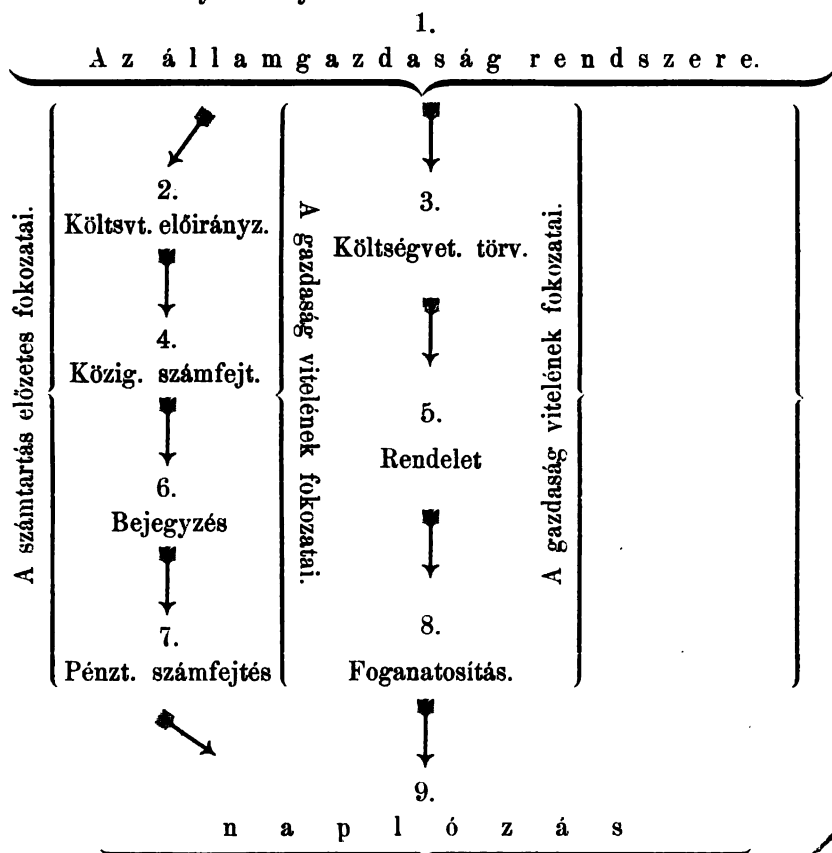 1.
Az államgazdaság rendszere.
A számtartás előzetes fokozatai.
2.
Költsvt. előirányz.
4.
Közig. számfejt.
6.
Bejegyzés
7.
Pénzt. számfejtés
A gazdaság vitelének fokozatai.
3.
Költségvet. törv.
5.
Rendelet
8.
Foganatosítás.
A gazdaság vitelének fokozatai.
9.
naplózás